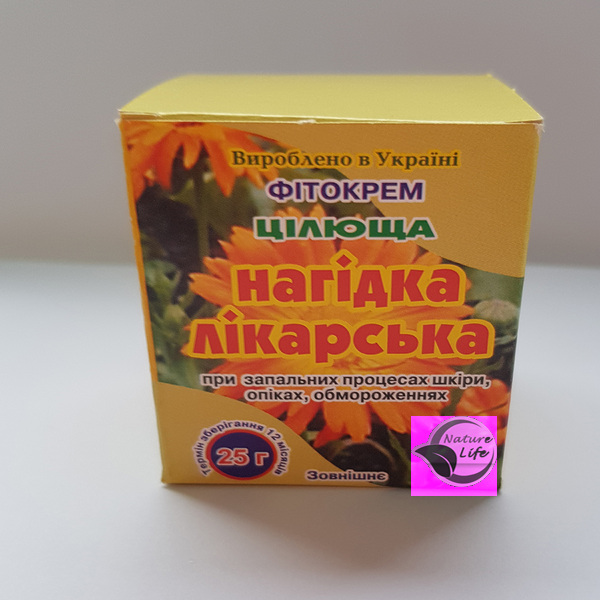 Вироблено в Україні
ФІТОКРЕМ
ЦІЛЮЩА
нагідка
лікарська
при запальних процесах шкіри,
опіках, обмороженнях
Термін зберігання 12 місяців
25 г
Зовнішнє
Nature
Life